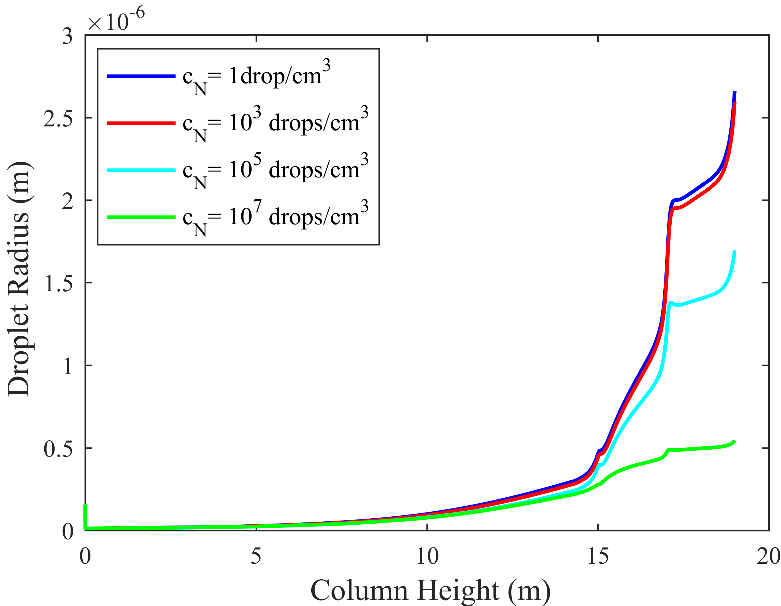 ×10⁻⁶
3
2.5
2
1.5
1
0.5
0
Droplet Radius (m)
c_N= 1drop/cm³
c_N= 10³ drops/cm³
c_N= 10⁵ drops/cm³
c_N= 10⁷ drops/cm³
0 5 10 15 20
Column Height (m)